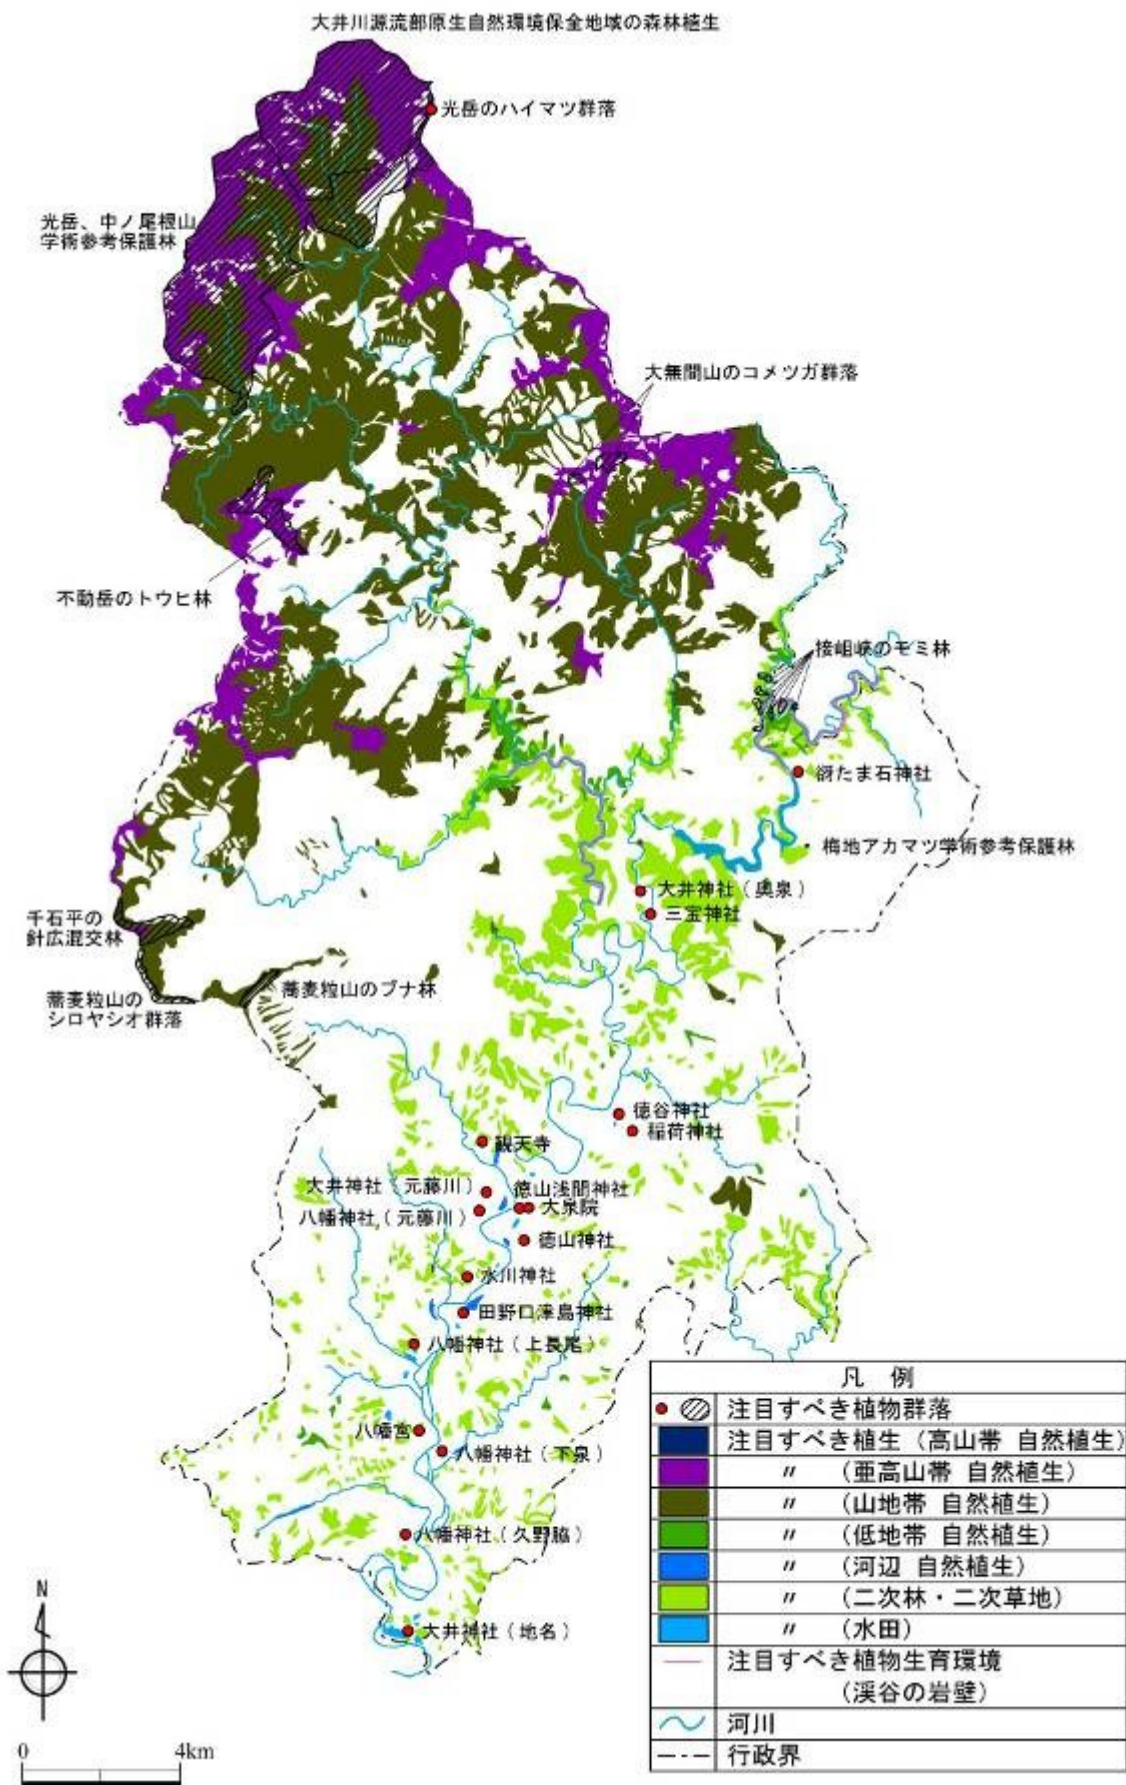 大井川源流部原生自然環境保全地域の森林植生
光岳のハイマツ群落
光岳、中ノ尾根山
学術参考保護林
大無間山のコメツガ群落
不動岳のトウヒ林
接岨峡のモミ林
谺たま石神社
梅地アカマツ学術参考保護林
大井神社(奥泉)
三宝神社
千石平の
針広混交林
蕎麦粒山のブナ林
蕎麦粒山の
シロヤシオ群落
徳谷神社
稲荷神社
観天寺
大井神社(元藤川)
徳山浅間神社
八幡神社(元藤川)
大泉院
徳山神社
水川神社
田野口津島神社
八幡神社(上長尾)
八幡宮
八幡神社(下泉)
八幡神社(久野脇)
大井神社(地名)
凡 例
注目すべき植物群落
注目すべき植生(高山帯 自然植生)
〃 (亜高山帯 自然植生)
〃 (山地帯 自然植生)
〃 (低地帯 自然植生)
〃 (河辺 自然植生)
〃 (二次林・二次草地)
〃 (水田)
注目すべき植物生育環境
(渓谷の岩壁)
河川
行政界
N
0 4km